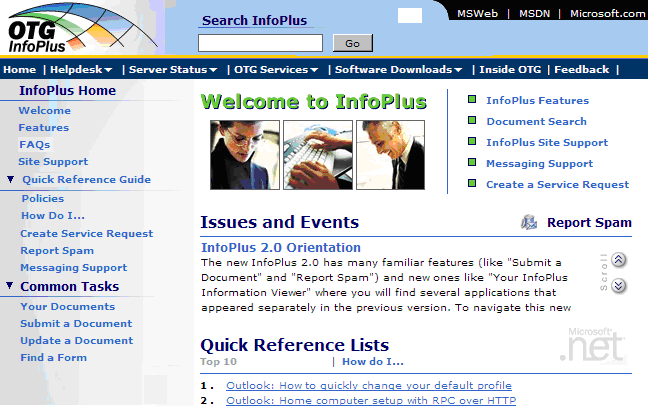 OTG
InfoPlus
Search InfoPlus
Go
MSWeb | MSDN | Microsoft.com
Home | Helpdesk | Server Status | OTG Services | Software Downloads | Inside OTG | Feedback |
InfoPlus Home
Welcome
Features
FAQs
Site Support
Quick Reference Guide
Policies
How Do I...
Create Service Request
Report Spam
Messaging Support
Common Tasks
Your Documents
Submit a Document
Update a Document
Find a Form
Welcome to InfoPlus
InfoPlus Features
Document Search
InfoPlus Site Support
Messaging Support
Create a Service Request
Issues and Events
Report Spam
InfoPlus 2.0 Orientation
The new InfoPlus 2.0 has many familiar features (like "Submit a
Document" and "Report Spam") and new ones like "Your InfoPlus
Information Viewer" where you will find several applications that
appeared separately in the previous version. To navigate this new
Scroll
Microsoft
.net
Quick Reference Lists
Top 10 | How do I...
1. Outlook: How to quickly change your default profile
2. Outlook: Home computer setup with RPC over HTTP